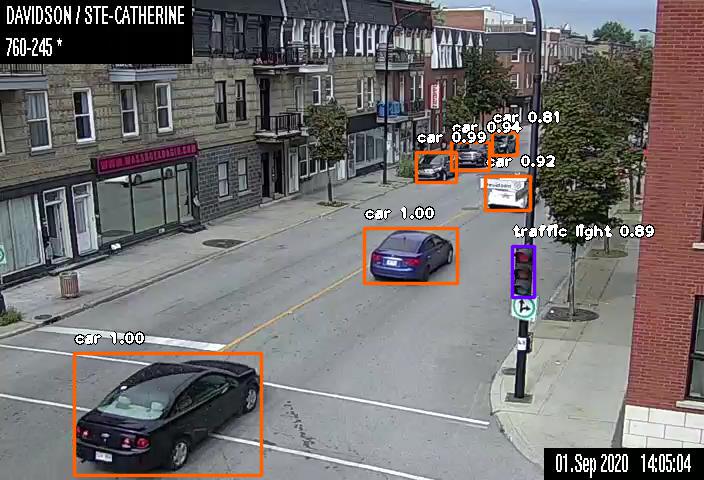 DAVIDSON / STE-CATHERINE
760-245 *
car 0.81
car 0.94
car 0.99
car 0.92
car 1.00
traffic light 0.89
car 1.00
01.Sep 2020 14:05:04